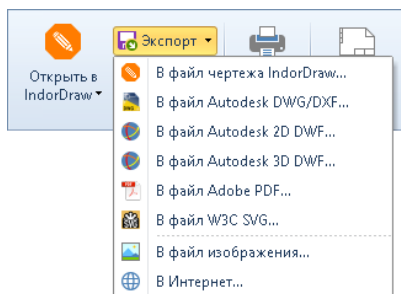 Экспорт
Открыть в
IndorDraw
В файл чертежа IndorDraw...
В файл Autodesk DWG/DXF...
В файл Autodesk 2D DWF...
В файл Autodesk 3D DWF...
В файл Adobe PDF...
В файл W3C SVG...
В файл изображения...
В Интернет...